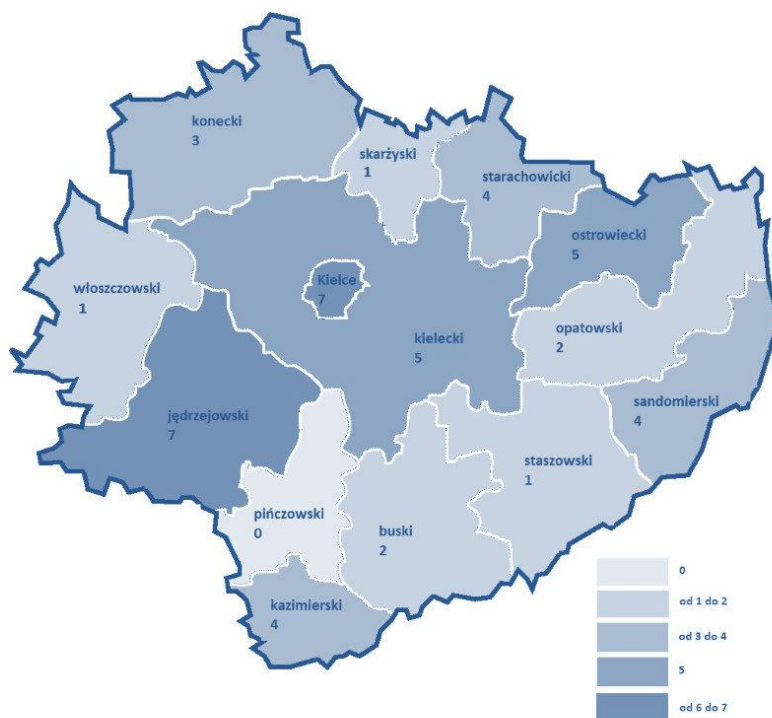 konecki
3
skarżyski
1
starachowicki
4
ostrowiecki
5
włoszczowski
1
Kielce
7
kielecki
5
opatowski
2
sandomierski
4
jędrzejowski
7
staszowski
1
pińczowski
0
buski
2
kazimierski
4
0
od 1 do 2
od 3 do 4
5
od 6 do 7